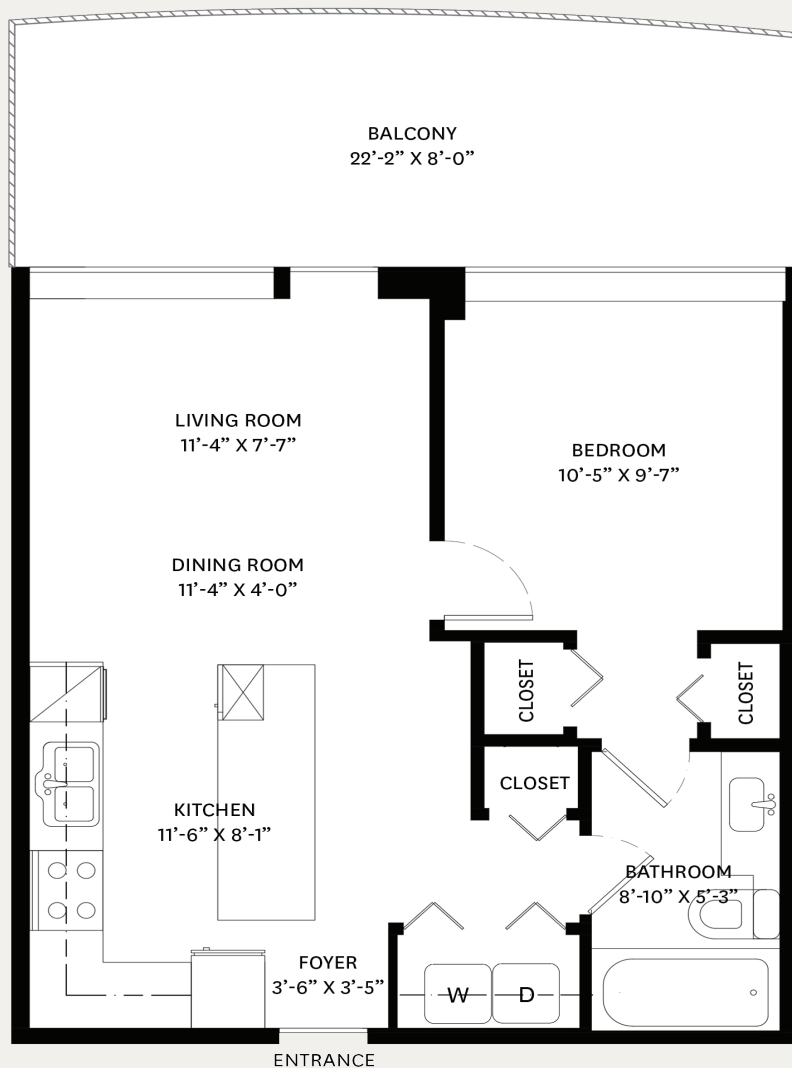 BALCONY
22’-2” X 8’-0”
LIVING ROOM
11’-4” X 7’-7”
BEDROOM
10’-5” X 9’-7”
DINING ROOM
11’-4” X 4’-0”
CLOSET
CLOSET
CLOSET
KITCHEN
11’-6” X 8’-1”
BATHROOM
8’-10” X 5’-3”
FOYER
3’-6” X 3’-5”
W
D
ENTRANCE